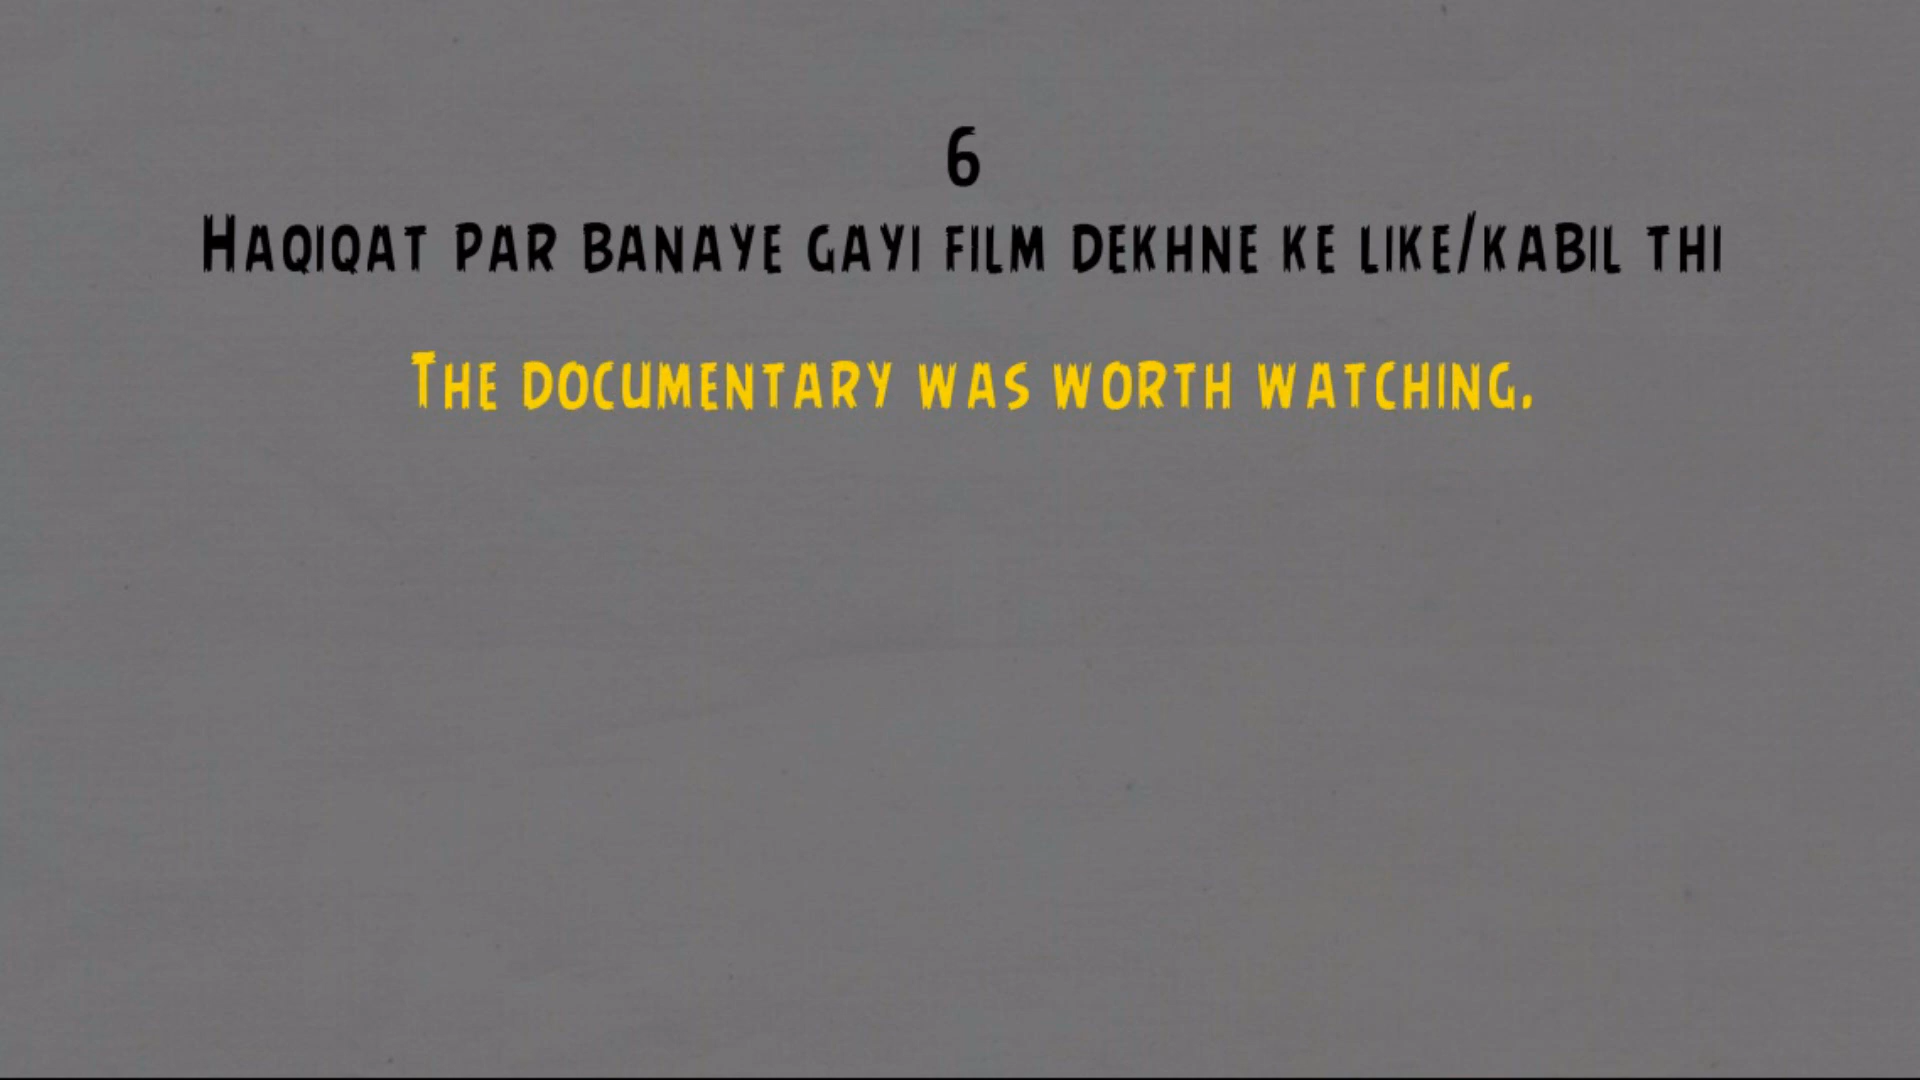 6
Haqiqat par banaye gayi film dekhne ke like/kabil thi
The documentary was worth watching.